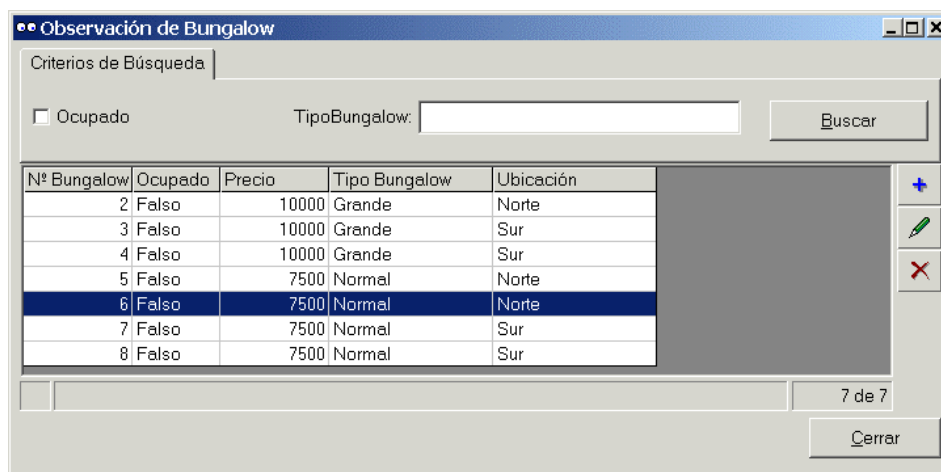 Observación de Bungalow
Criterios de Búsqueda
Ocupado TipoBungalow: Buscar
Nº Bungalow Ocupado Precio Tipo Bungalow Ubicación
2 Falso 10000 Grande Norte
3 Falso 10000 Grande Sur
4 Falso 10000 Grande Sur
5 Falso 7500 Normal Norte
6 Falso 7500 Normal Norte
7 Falso 7500 Normal Sur
8 Falso 7500 Normal Sur
7 de 7
Cerrar